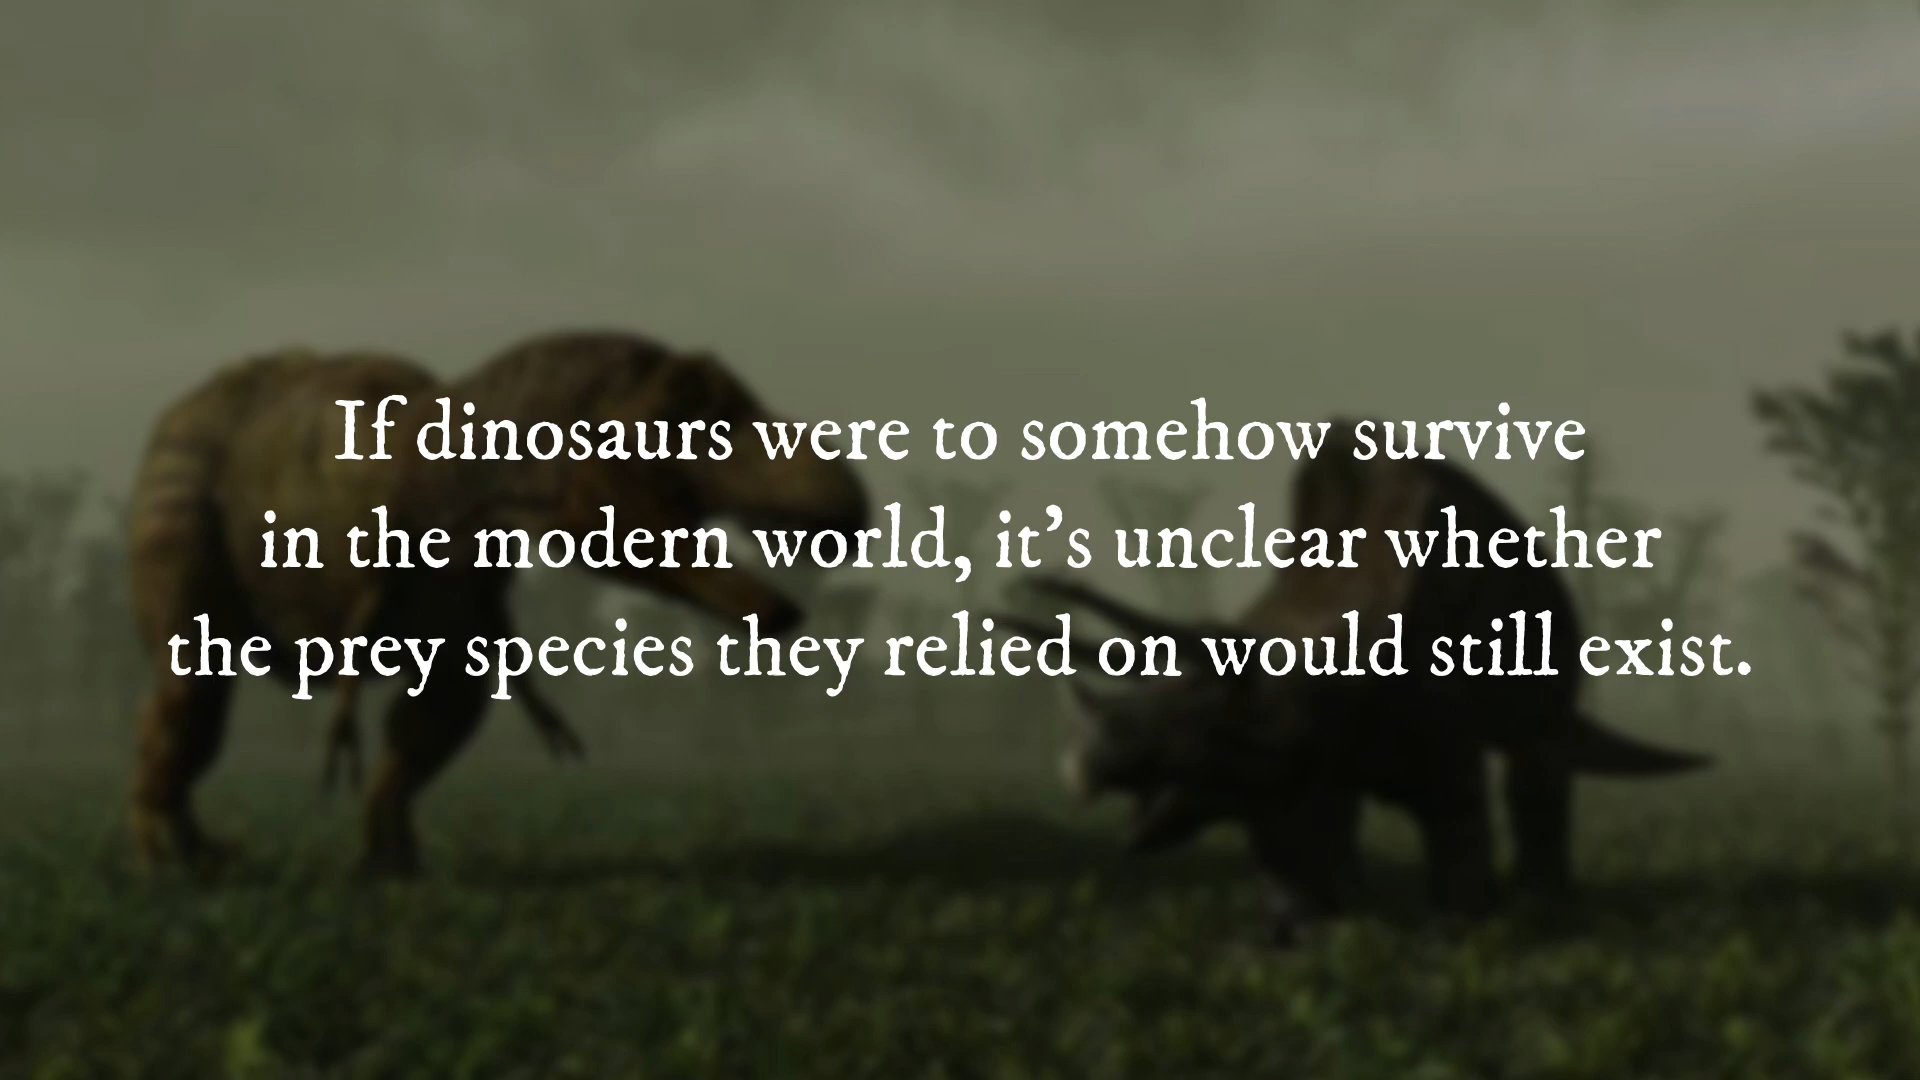 If dinosaurs were to somehow survive
in the modern world, it’s unclear whether
the prey species they relied on would still exist.